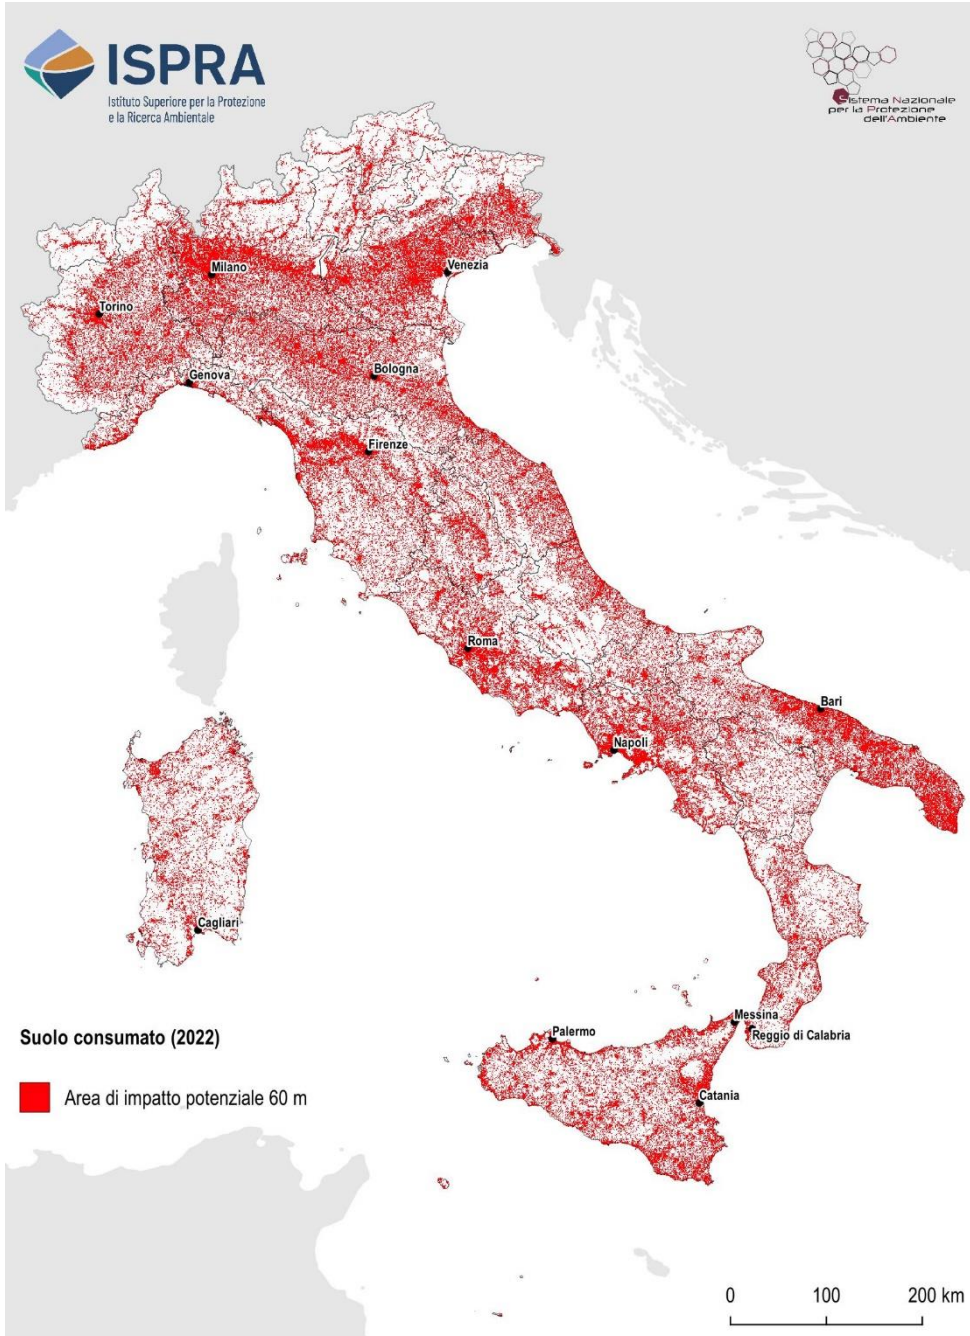 ISPRA
Istituto Superiore per la Protezione
e la Ricerca Ambientale
Sistema Nazionale
per la Protezione
dell'Ambiente
Milano
Venezia
Torino
Genova
Bologna
Firenze
Roma
Bari
Napoli
Cagliari
Messina
Palermo
Reggio di Calabria
Catania
Suolo consumato (2022)
Area di impatto potenziale 60 m
0 100 200 km